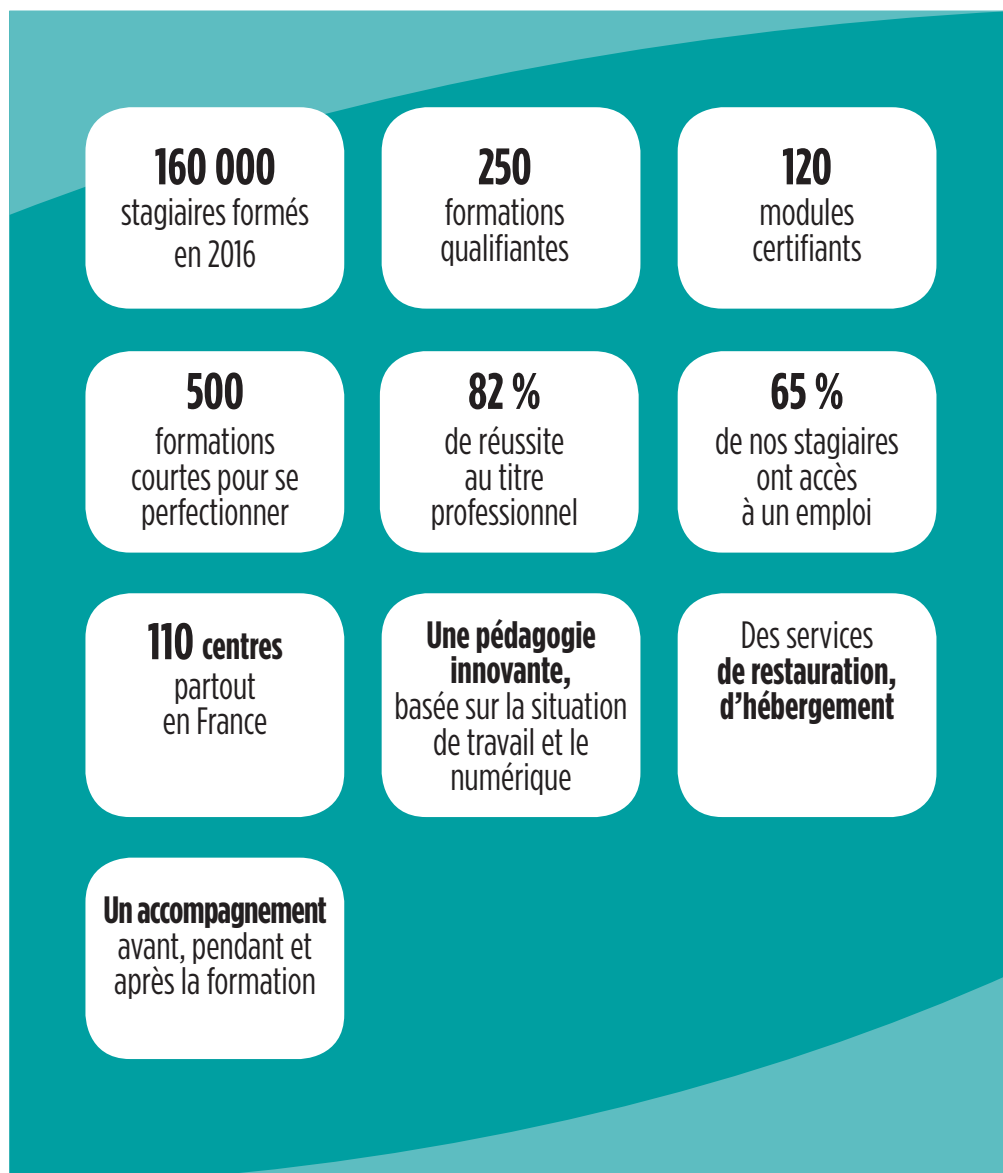 160 000
stagiaires formés
en 2016
250
formations
qualifiantes
120
modules
certifiants
500
formations
courtes pour se
perfectionner
82 %
de réussite
au titre
professionnel
65 %
de nos stagiaires
ont accès
à un emploi
110 centres
partout
en France
Une pédagogie
innovante,
basée sur la situation
de travail et le
numérique
Des services
de restauration,
d’hébergement
Un accompagnement
avant, pendant et
après la formation